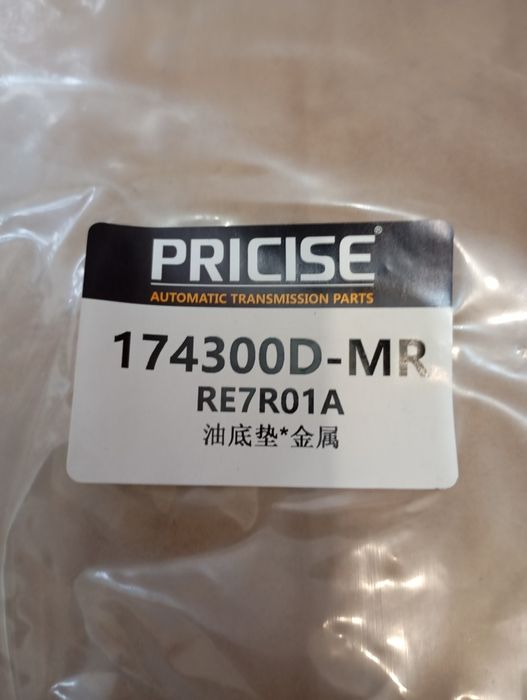 PRICISE®
AUTOMATIC TRANSMISSION PARTS
174300D-MR
RE7R01A
油底垫*金属